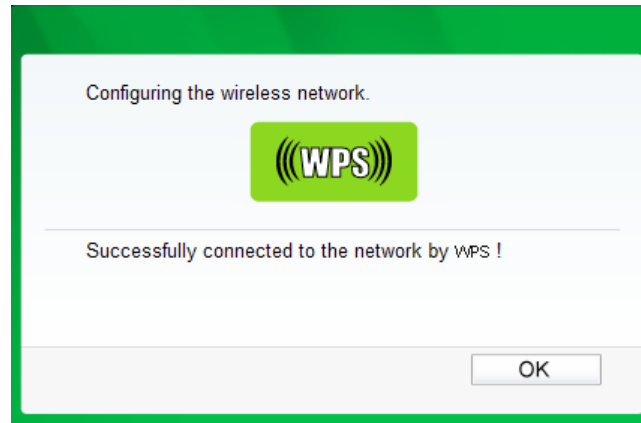 Configuring the wireless network.
(((WPS)))
Successfully connected to the network by WPS !
OK